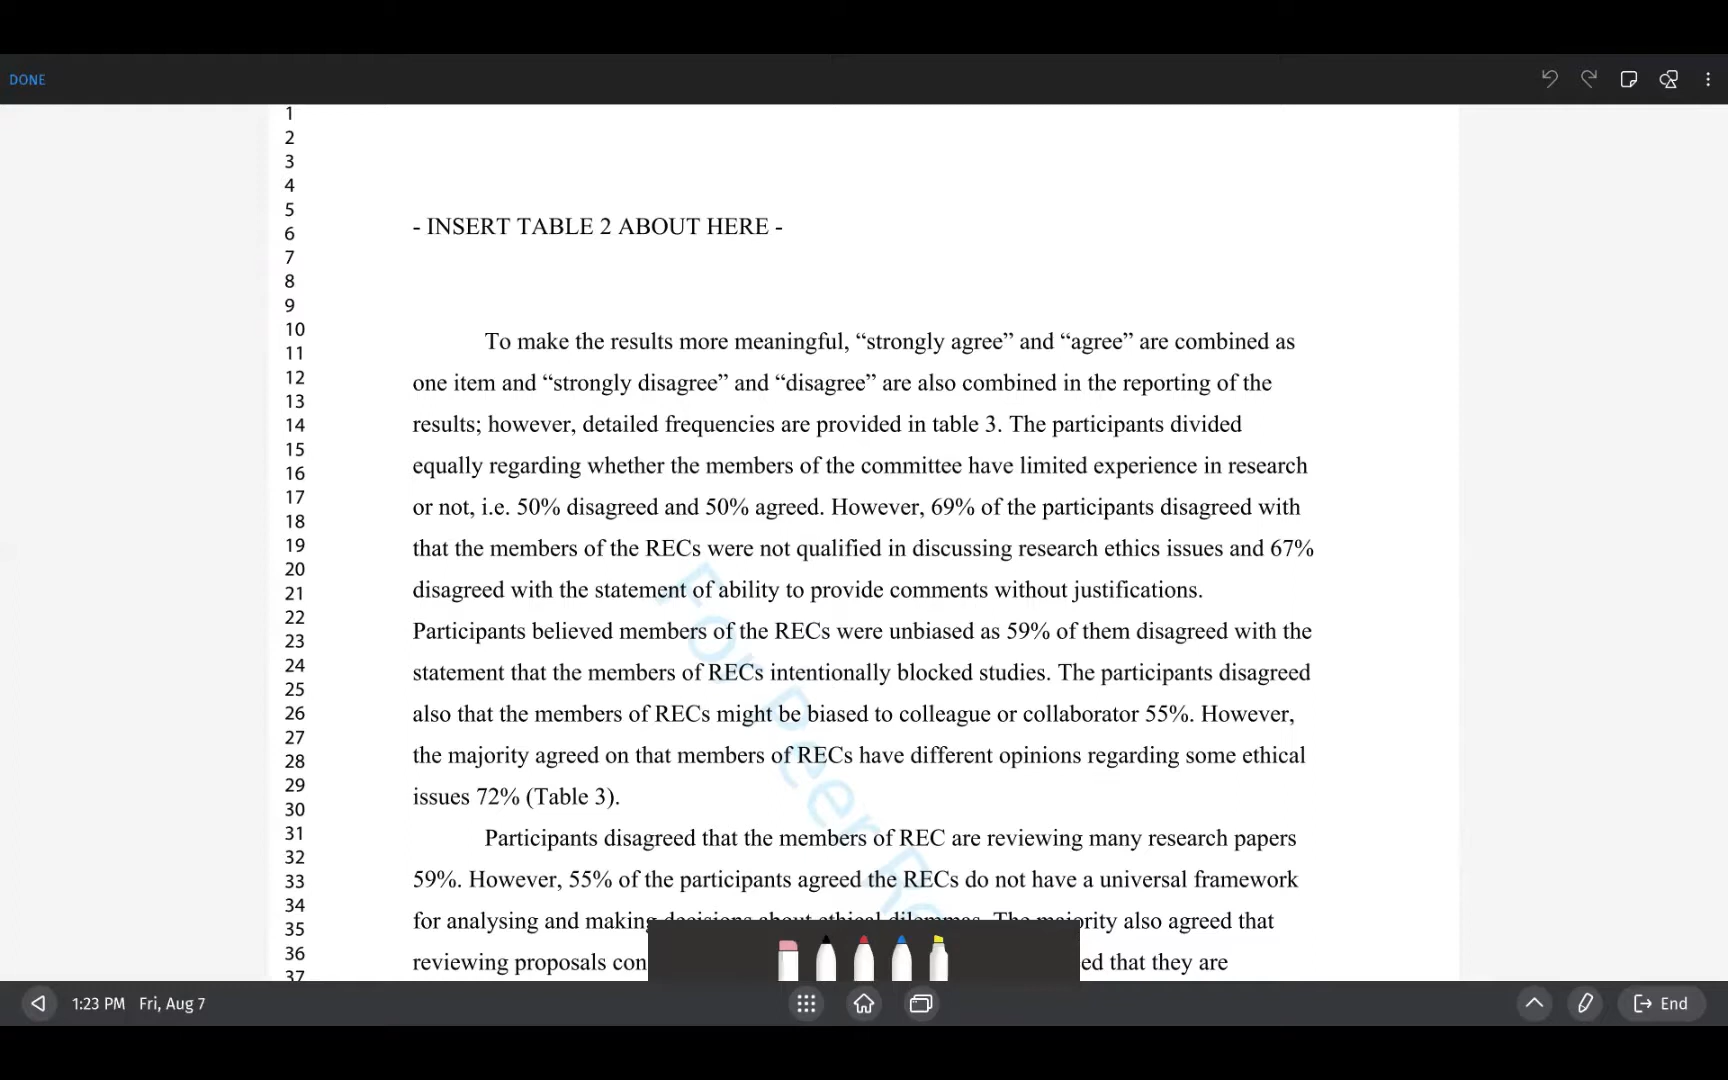 DONE
1
2
3
4
5
- INSERT TABLE 2 ABOUT HERE -
6
7
8
9
10
To make the results more meaningful, “strongly agree” and “agree” are combined as
11
12
one item and “strongly disagree” and “disagree” are also combined in the reporting of the
13
14
results; however, detailed frequencies are provided in table 3. The participants divided
15
16
equally regarding whether the members of the committee have limited experience in research
17
or not, i.e. 50% disagreed and 50% agreed. However, 69% of the participants disagreed with
18
19
that the members of the RECs were not qualified in discussing research ethics issues and 67%
20
21
disagreed with the statement of ability to provide comments without justifications.
22
23
Participants believed members of the RECs were unbiased as 59% of them disagreed with the
24
statement that the members of RECs intentionally blocked studies. The participants disagreed
25
26
also that the members of RECs might be biased to colleague or collaborator 55%. However,
27
28
the majority agreed on that members of RECs have different opinions regarding some ethical
29
30
issues 72% (Table 3).
31
Participants disagreed that the members of REC are reviewing many research papers
32
33
59%. However, 55% of the participants agreed the RECs do not have a universal framework
34
35
for analysing and making decisions about ethical dilemmas. The majority also agreed that
36
reviewing proposals con
ed that they are
37
For Peer Re
1:23 PM Fri, Aug 7
End